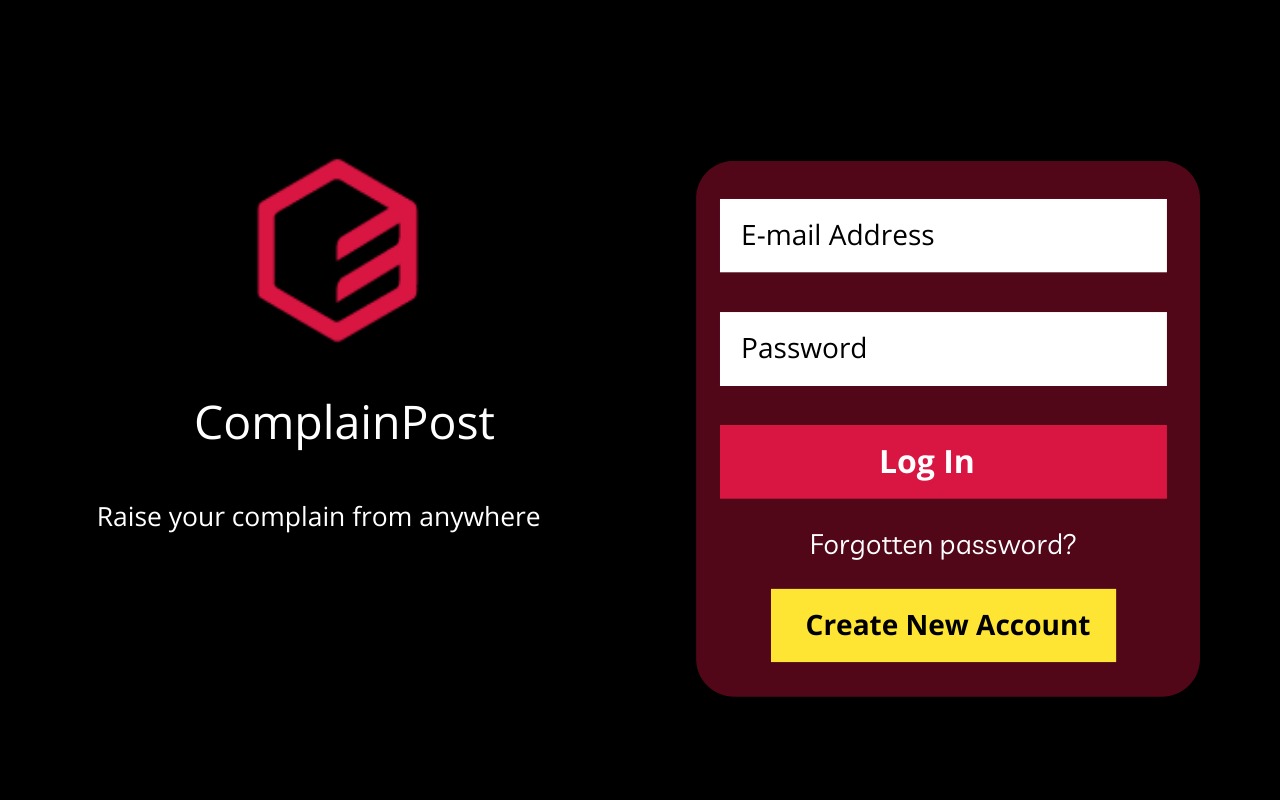 ComplainPost
Raise your complain from anywhere
E-mail Address
Password
Log In
Forgotten password?
Create New Account